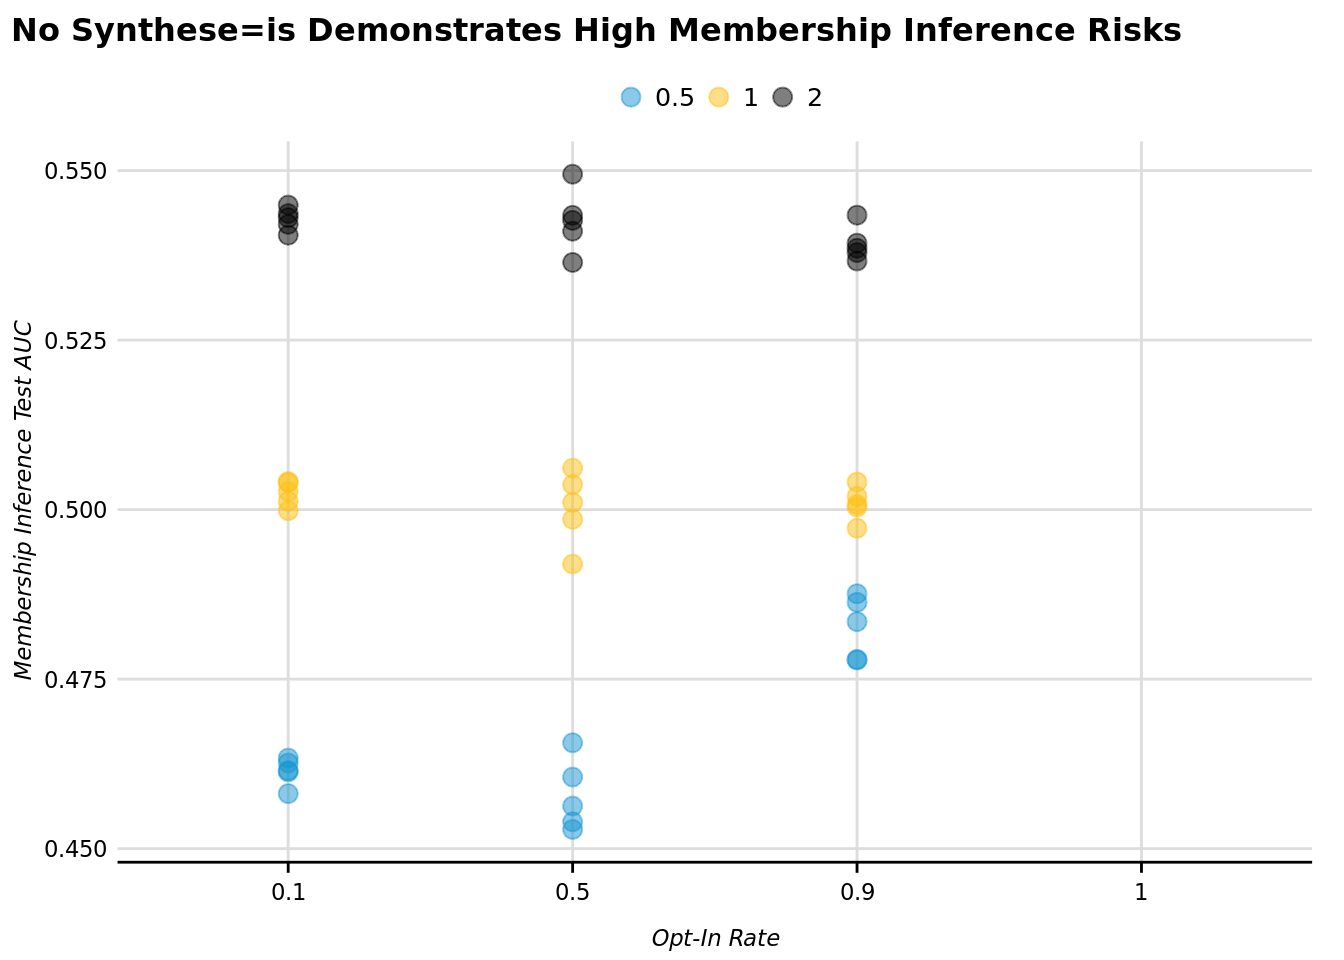 No Synthese=is Demonstrates High Membership Inference Risks
0.5 1 2
0.550
0.525
0.500
0.475
0.450
Membership Inference Test AUC
0.1 0.5 0.9 1
Opt-In Rate